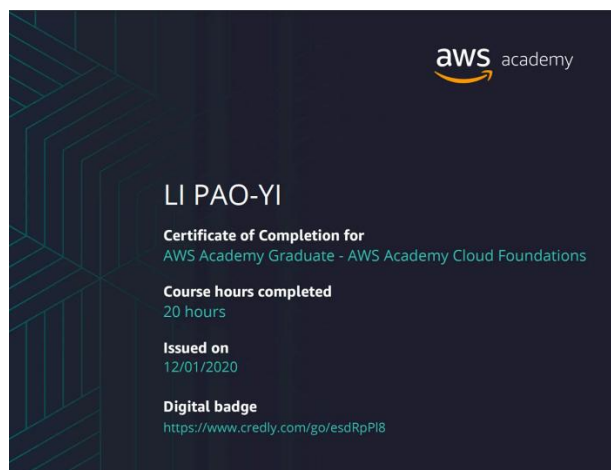 aws academy
LI PAO-YI
Certificate of Completion for
AWS Academy Graduate - AWS Academy Cloud Foundations
Course hours completed
20 hours
Issued on
12/01/2020
Digital badge
https://www.credly.com/go/esdRpPl8